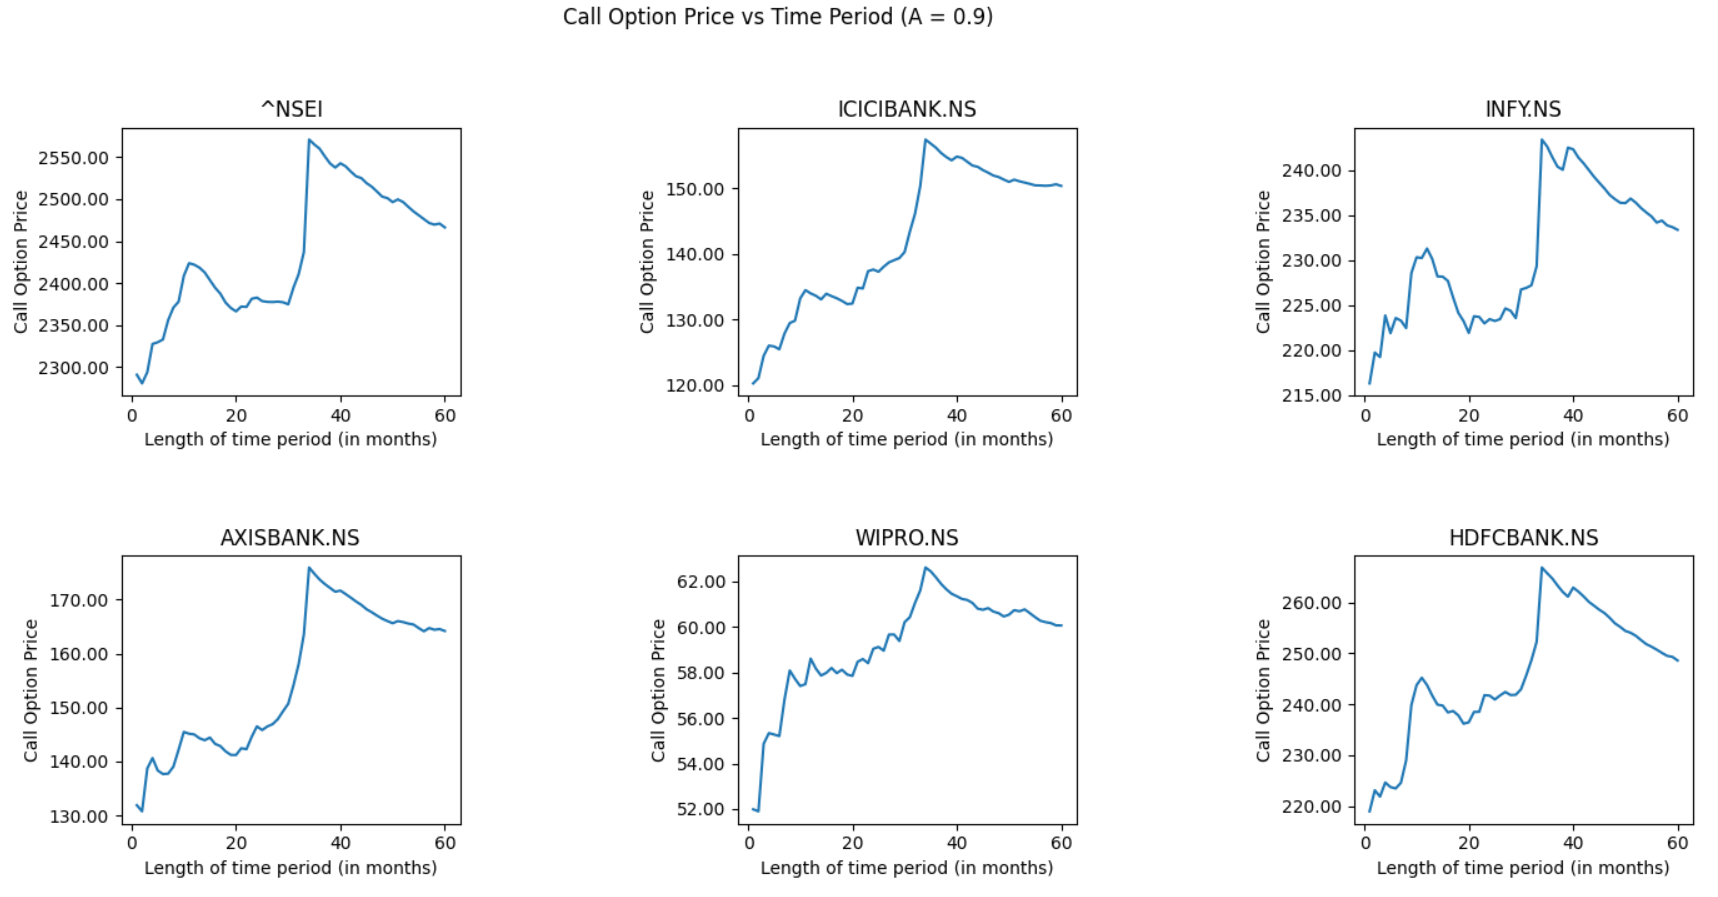 Call Option Price vs Time Period (A = 0.9)
^NSEI
Call Option Price
2550.00
2500.00
2450.00
2400.00
2350.00
2300.00
0 20 40 60
Length of time period (in months)
ICICIBANK.NS
Call Option Price
150.00
140.00
130.00
120.00
0 20 40 60
Length of time period (in months)
INFY.NS
Call Option Price
240.00
235.00
230.00
225.00
220.00
215.00
0 20 40 60
Length of time period (in months)
AXISBANK.NS
Call Option Price
170.00
160.00
150.00
140.00
130.00
0 20 40 60
Length of time period (in months)
WIPRO.NS
Call Option Price
62.00
60.00
58.00
56.00
54.00
52.00
0 20 40 60
Length of time period (in months)
HDFCBANK.NS
Call Option Price
260.00
250.00
240.00
230.00
220.00
0 20 40 60
Length of time period (in months)